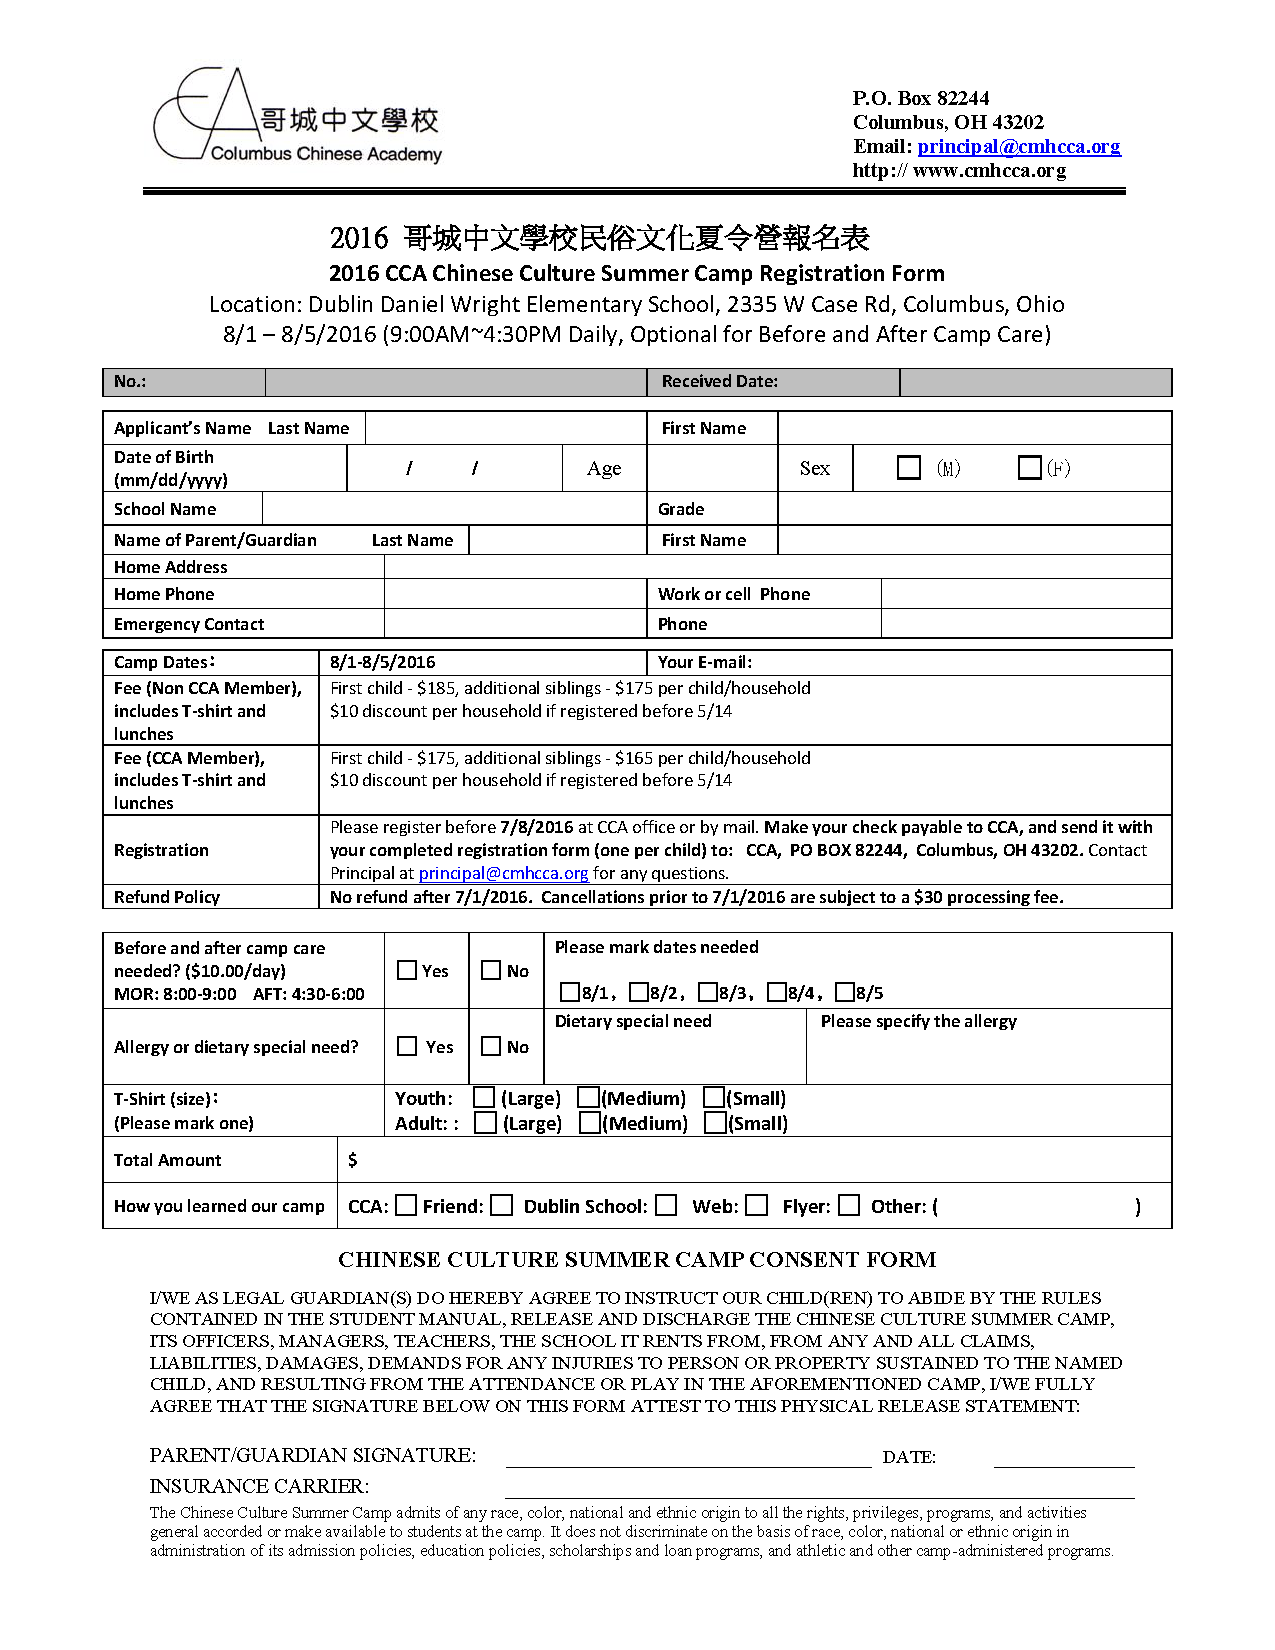 哥城中文學校
Columbus Chinese Academy
P.O. Box 82244
Columbus, OH 43202
Email: principal@cmhcca.org
http:// www.cmhcca.org
2016 哥城中文學校民俗文化夏令營報名表
2016 CCA Chinese Culture Summer Camp Registration Form
Location: Dublin Daniel Wright Elementary School, 2335 W Case Rd, Columbus, Ohio
8/1 – 8/5/2016 (9:00AM~4:30PM Daily, Optional for Before and After Camp Care)
No.: Received Date:
Applicant’s Name Last Name First Name
Date of Birth
(mm/dd/yyyy) / / Age Sex □ (M) □ (F)
School Name Grade
Name of Parent/Guardian Last Name First Name
Home Address
Home Phone Work or cell Phone
Emergency Contact Phone
Camp Dates: 8/1-8/5/2016 Your E-mail:
Fee (Non CCA Member), First child - $185, additional siblings - $175 per child/household
includes T-shirt and $10 discount per household if registered before 5/14
lunches
Fee (CCA Member), First child - $175, additional siblings - $165 per child/household
includes T-shirt and $10 discount per household if registered before 5/14
lunches
Please register before 7/8/2016 at CCA office or by mail. Make your check payable to CCA, and send it with
Registration your completed registration form (one per child) to: CCA, PO BOX 82244, Columbus, OH 43202. Contact
Principal at principal@cmhcca.org for any questions.
Refund Policy No refund after 7/1/2016. Cancellations prior to 7/1/2016 are subject to a $30 processing fee.
Before and after camp care Please mark dates needed
needed? ($10.00/day) □ Yes □ No
MOR: 8:00-9:00 AFT: 4:30-6:00 □8/1, □8/2, □8/3, □8/4, □8/5
Dietary special need Please specify the allergy
Allergy or dietary special need? □ Yes □ No
T-Shirt (size): Youth: □ (Large) □(Medium) □(Small)
(Please mark one) Adult: : □ (Large) □(Medium) □(Small)
Total Amount $
How you learned our camp CCA: □ Friend: □ Dublin School: □ Web: □ Flyer: □ Other: ( )
CHINESE CULTURE SUMMER CAMP CONSENT FORM
I/WE AS LEGAL GUARDIAN(S) DO HEREBY AGREE TO INSTRUCT OUR CHILD(REN) TO ABIDE BY THE RULES
CONTAINED IN THE STUDENT MANUAL, RELEASE AND DISCHARGE THE CHINESE CULTURE SUMMER CAMP,
ITS OFFICERS, MANAGERS, TEACHERS, THE SCHOOL IT RENTS FROM, FROM ANY AND ALL CLAIMS,
LIABILITIES, DAMAGES, DEMANDS FOR ANY INJURIES TO PERSON OR PROPERTY SUSTAINED TO THE NAMED
CHILD, AND RESULTING FROM THE ATTENDANCE OR PLAY IN THE AFOREMENTIONED CAMP, I/WE FULLY
AGREE THAT THE SIGNATURE BELOW ON THIS FORM ATTEST TO THIS PHYSICAL RELEASE STATEMENT:
PARENT/GUARDIAN SIGNATURE: DATE:
INSURANCE CARRIER:
The Chinese Culture Summer Camp admits of any race, color, national and ethnic origin to all the rights, privileges, programs, and activities
general accorded or make available to students at the camp. It does not discriminate on the basis of race, color, national or ethnic origin in
administration of its admission policies, education policies, scholarships and loan programs, and athletic and other camp-administered programs.